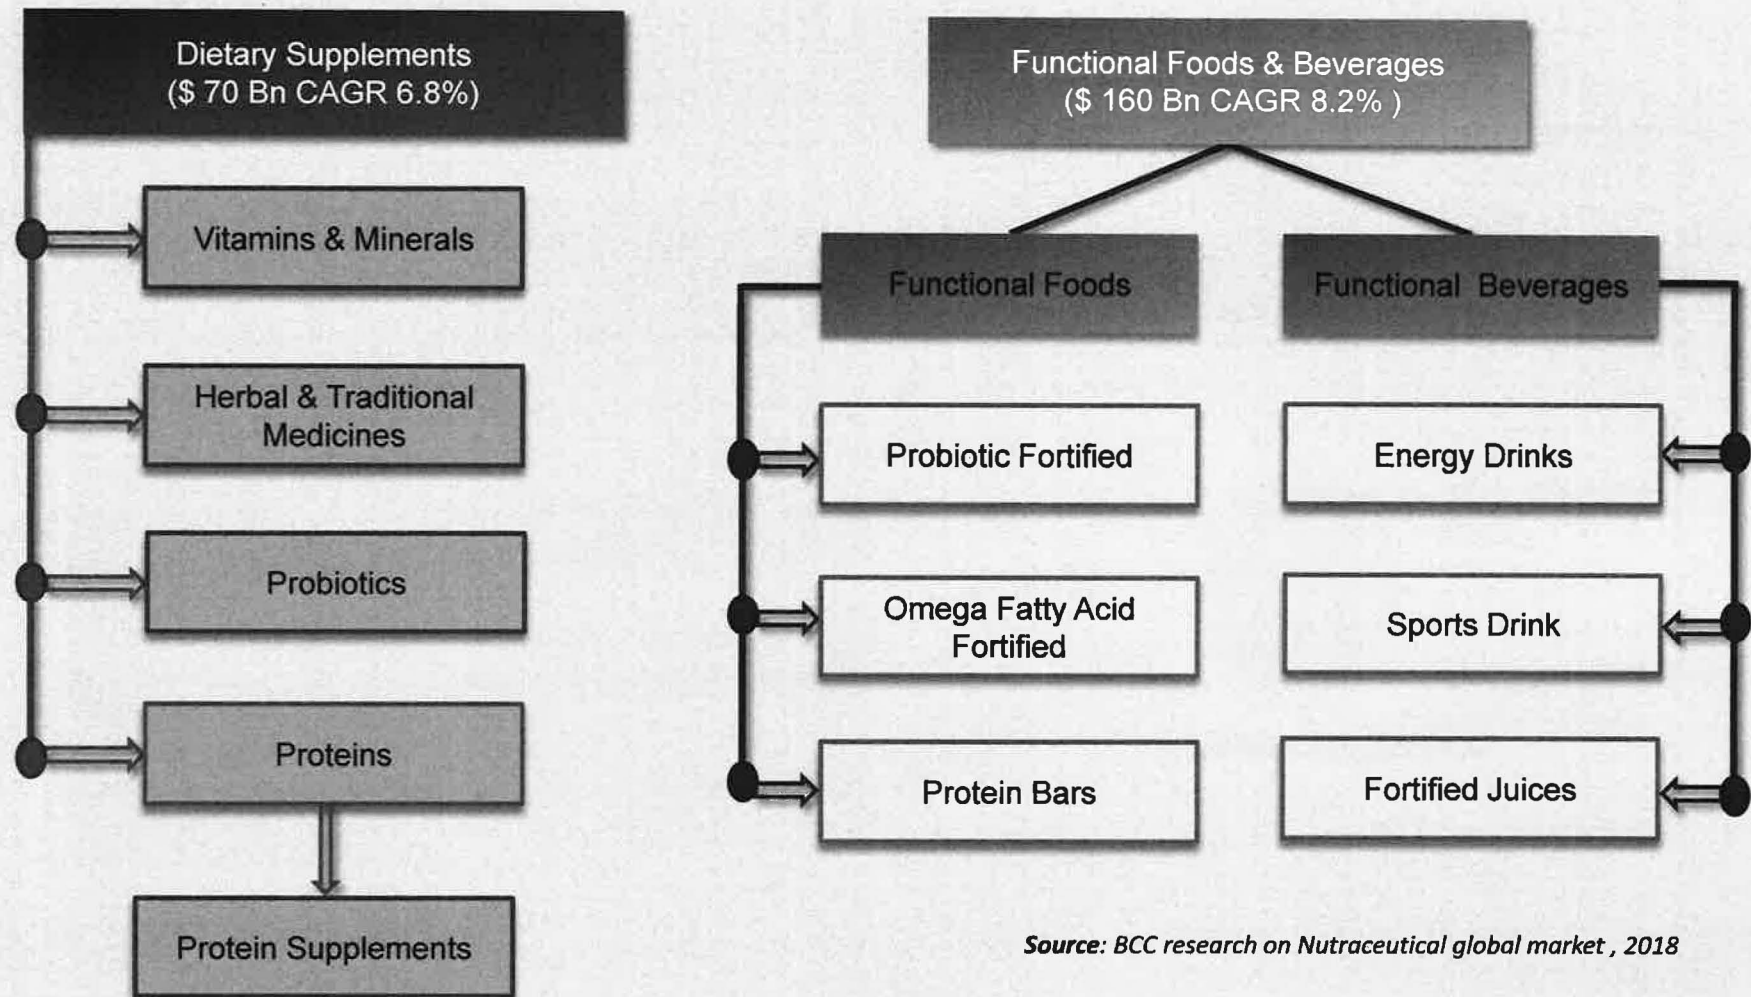 Dietary Supplements
($ 70 Bn CAGR 6.8%)
Vitamins & Minerals
Herbal & Traditional
Medicines
Probiotics
Proteins
Protein Supplements
Functional Foods & Beverages
($ 160 Bn CAGR 8.2% )
Functional Foods
Probiotic Fortified
Omega Fatty Acid
Fortified
Protein Bars
Functional Beverages
Energy Drinks
Sports Drink
Fortified Juices
Source: BCC research on Nutraceutical global market , 2018